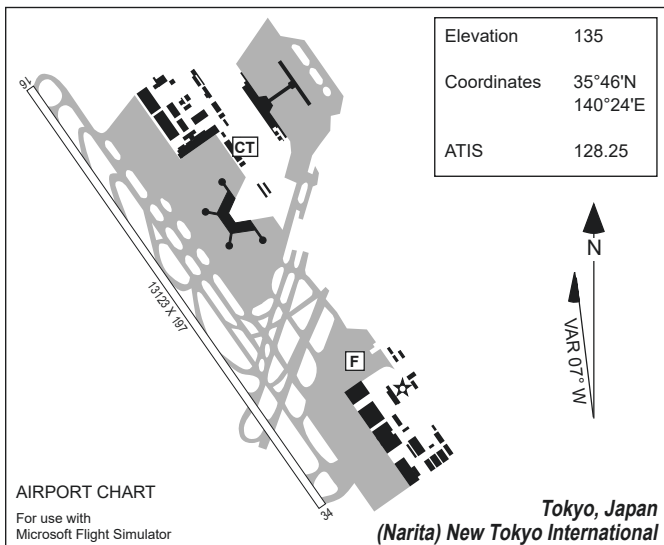 Elevation 135
Coordinates 35°46'N
140°24'E
ATIS 128.25
16
CT
N
VAR 07° W
13123 X 197
F
34
AIRPORT CHART
For use with
Microsoft Flight Simulator
Tokyo, Japan
(Narita) New Tokyo International